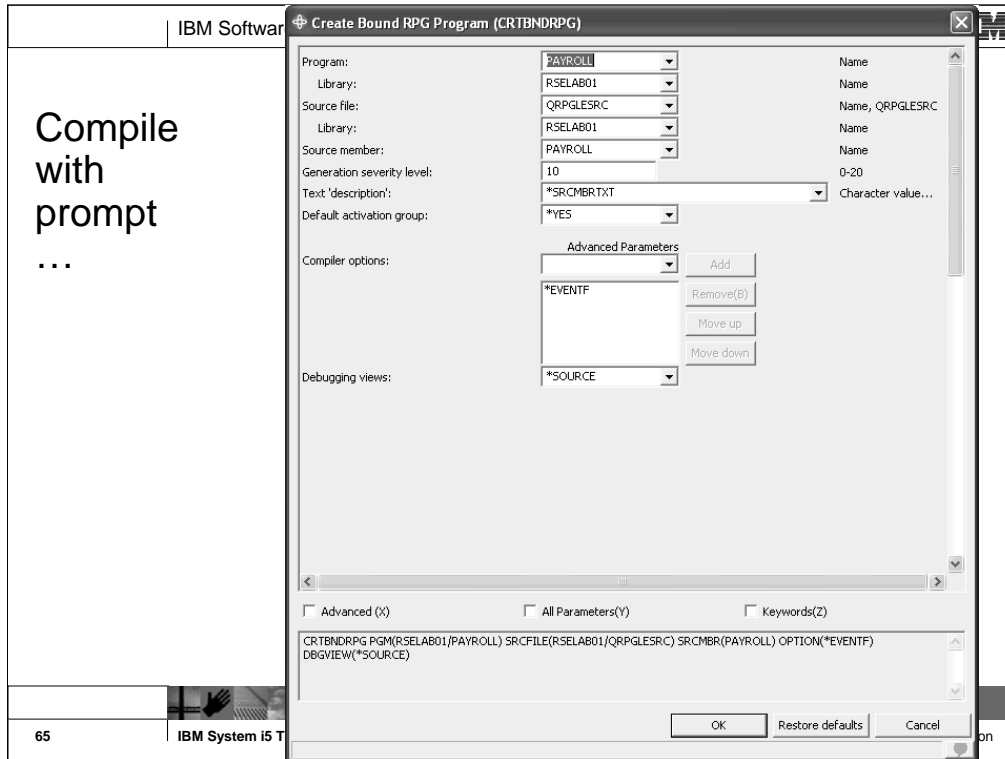 IBM Softwar
Compile
with
prompt
…
Create Bound RPG Program (CRTBNDRPG)
Program: PAYROLL Name
Library: RSELAB01 Name
Source file: QRPGLESRC Name, QRPGLESRC
Library: RSELAB01 Name
Source member: PAYROLL Name
Generation severity level: 10 0-20
Text 'description': *SRCMBRTXT Character value...
Default activation group: *YES
Advanced Parameters
Compiler options: Add
*EVENTF Remove(B)
Move up
Move down
Debugging views: *SOURCE
Advanced (X) All Parameters(Y) Keywords(Z)
CRTBNDRPG PGM(RSELAB01/PAYROLL) SRCFILE(RSELAB01/QRPGLESRC) SRCMBR(PAYROLL) OPTION(*EVENTF)
DBGVIEW(*SOURCE)
OK Restore defaults Cancel
65 IBM System i5 T on